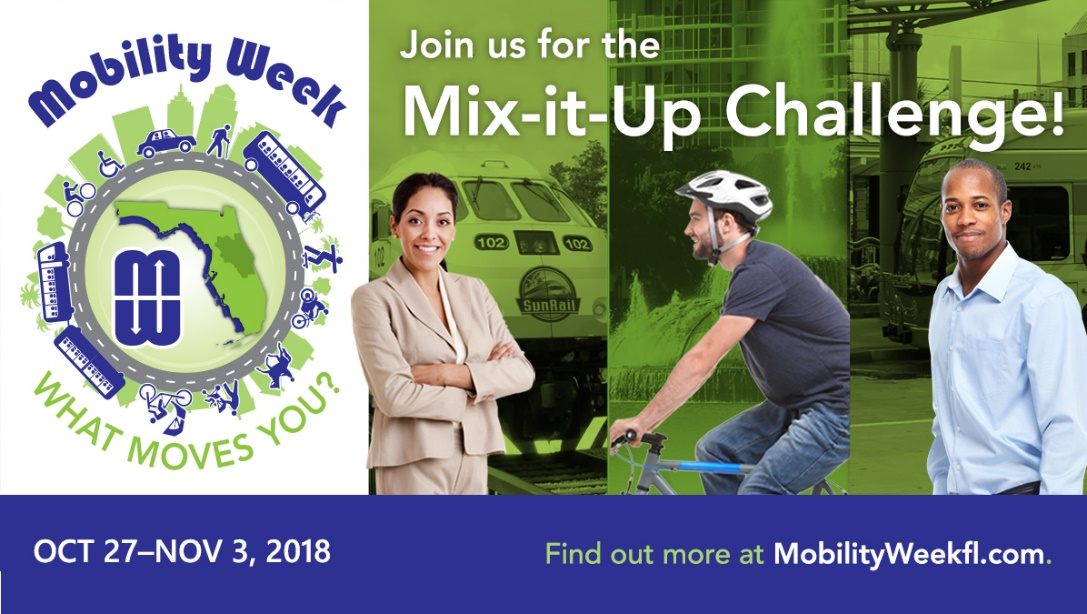 Mobility Week
WHAT MOVES YOU?
Join us for the
Mix-it-Up Challenge!
102
102
SunRail
242
OCT 27–NOV 3, 2018
Find out more at MobilityWeekfl.com.